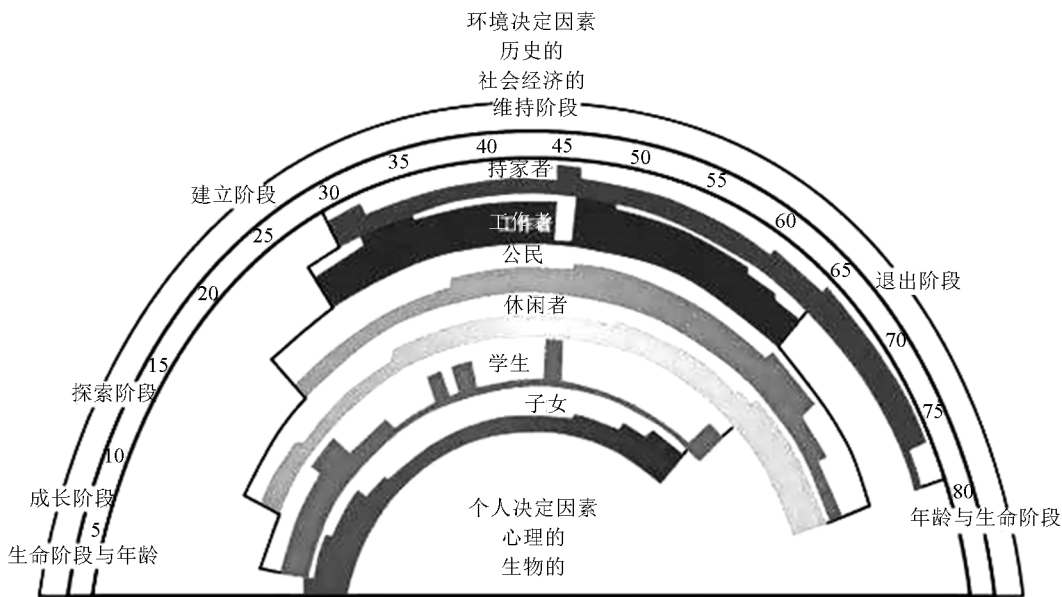 环境决定因素
历史的
社会经济的
维持阶段
40
45
35
50
持家者
55
建立阶段
30
60
工作者
25
公民
65
退出阶段
20
休闲者
70
15
学生
探索阶段
子女
75
10
成长阶段
80
个人决定因素
年龄与生命阶段
5
心理的
生命阶段与年龄
生物的